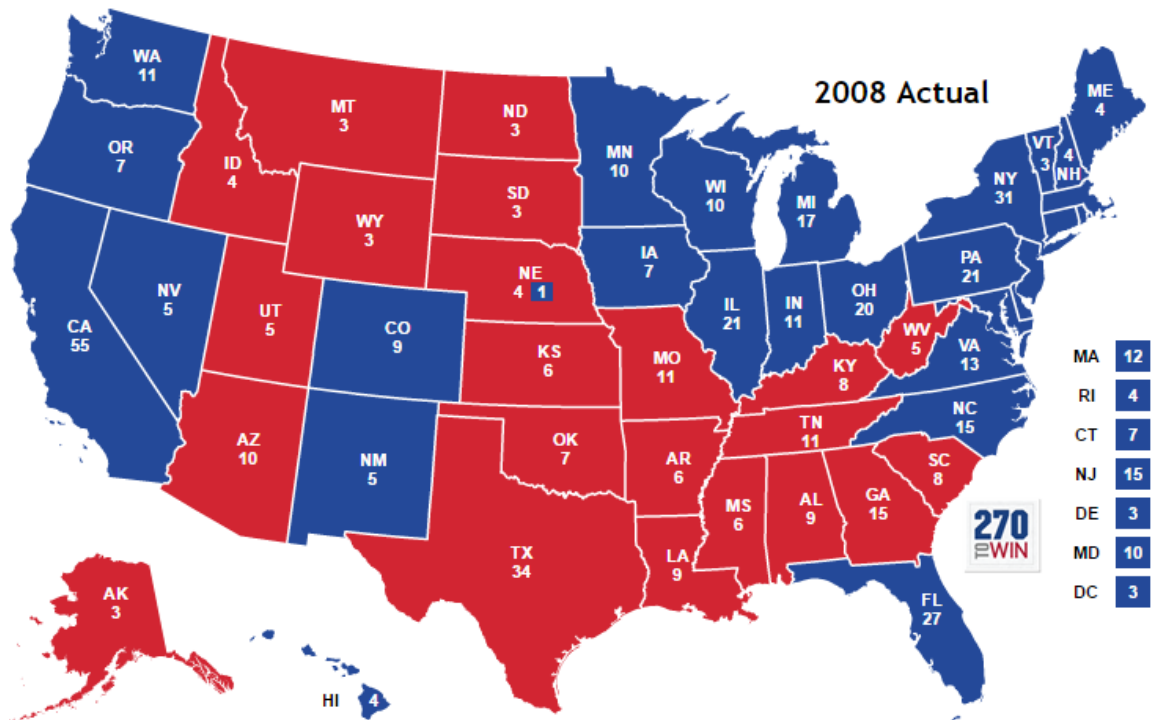 2008 Actual
WA
11
OR
7
CA
55
NV
5
ID
4
MT
3
WY
3
UT
5
AZ
10
CO
9
NM
5
ND
3
SD
3
NE
4 1
KS
6
OK
7
TX
34
MN
10
IA
7
MO
11
AR
6
LA
9
WI
10
IL
21
MI
17
IN
11
OH
20
KY
8
TN
11
MS
6
AL
9
GA
15
FL
27
SC
8
NC
15
VA
13
WV
5
PA
21
NY
31
VT
3
4
NH
ME
4
AK
3
HI 4
MA 12
RI 4
CT 7
NJ 15
DE 3
MD 10
DC 3
270
TO WIN